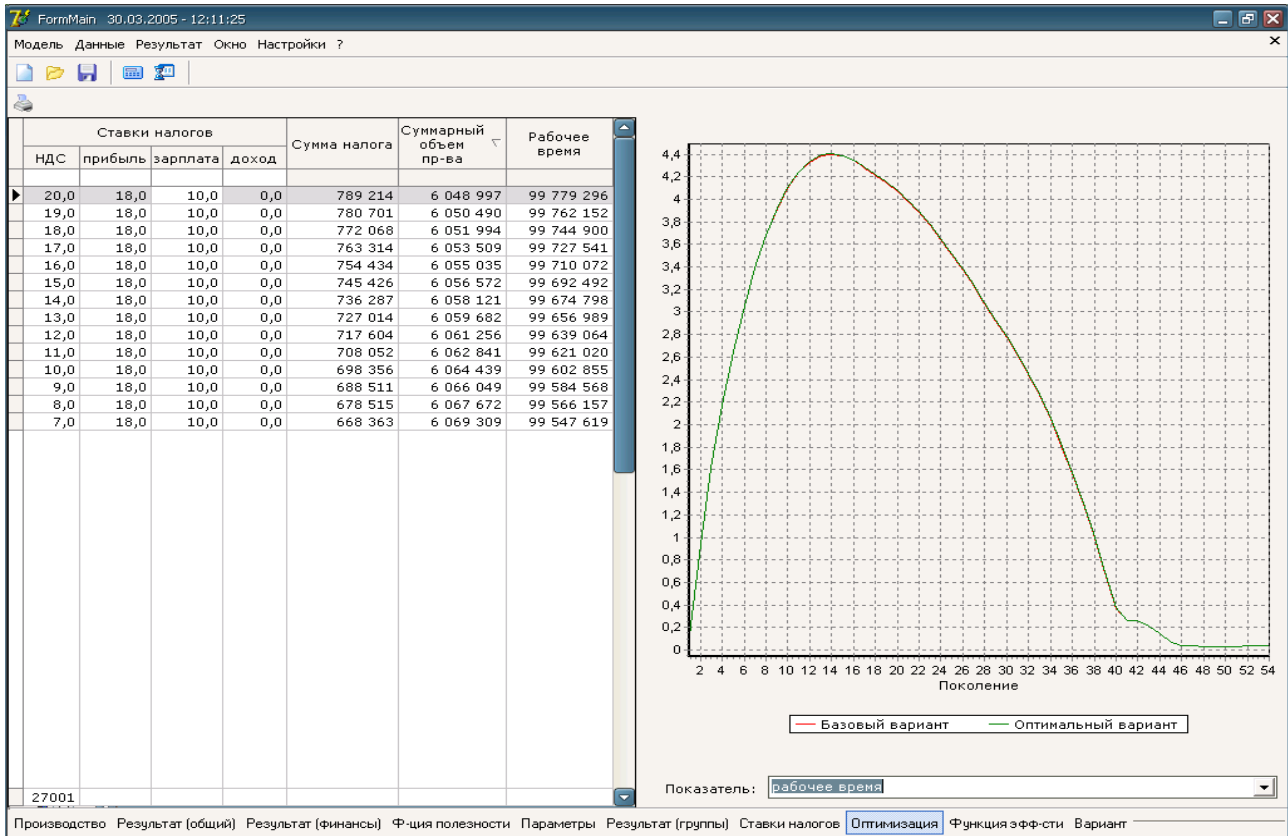 FormMain 30.03.2005 - 12:11:25
Модель Данные Результат Окно Настройки ?
Ставки налогов Сумма налога Суммарный объем пр-ва Рабочее время
НДС прибыль зарплата доход
20,0 18,0 10,0 0,0 789 214 6 048 997 99 779 296
19,0 18,0 10,0 0,0 780 701 6 050 490 99 762 152
18,0 18,0 10,0 0,0 772 068 6 051 994 99 744 900
17,0 18,0 10,0 0,0 763 314 6 053 509 99 727 541
16,0 18,0 10,0 0,0 754 434 6 055 035 99 710 072
15,0 18,0 10,0 0,0 745 426 6 056 572 99 692 492
14,0 18,0 10,0 0,0 736 287 6 058 121 99 674 798
13,0 18,0 10,0 0,0 727 014 6 059 682 99 656 989
12,0 18,0 10,0 0,0 717 604 6 061 256 99 639 064
11,0 18,0 10,0 0,0 708 052 6 062 841 99 621 020
10,0 18,0 10,0 0,0 698 356 6 064 439 99 602 855
9,0 18,0 10,0 0,0 688 511 6 066 049 99 584 568
8,0 18,0 10,0 0,0 678 515 6 067 672 99 566 157
7,0 18,0 10,0 0,0 668 363 6 069 309 99 547 619
27001
4,4
4,2
4
3,8
3,6
3,4
3,2
3
2,8
2,6
2,4
2,2
2
1,8
1,6
1,4
1,2
1
0,8
0,6
0,4
0,2
0
2 4 6 8 10 12 14 16 18 20 22 24 26 28 30 32 34 36 38 40 42 44 46 48 50 52 54
Поколение
Базовый вариант Оптимальный вариант
Показатель: рабочее время
Производство Результат (общий) Результат (финансы) Ф-ция полезности Параметры Результат (группы) Ставки налогов Оптимизация Функция эфф-сти Вариант